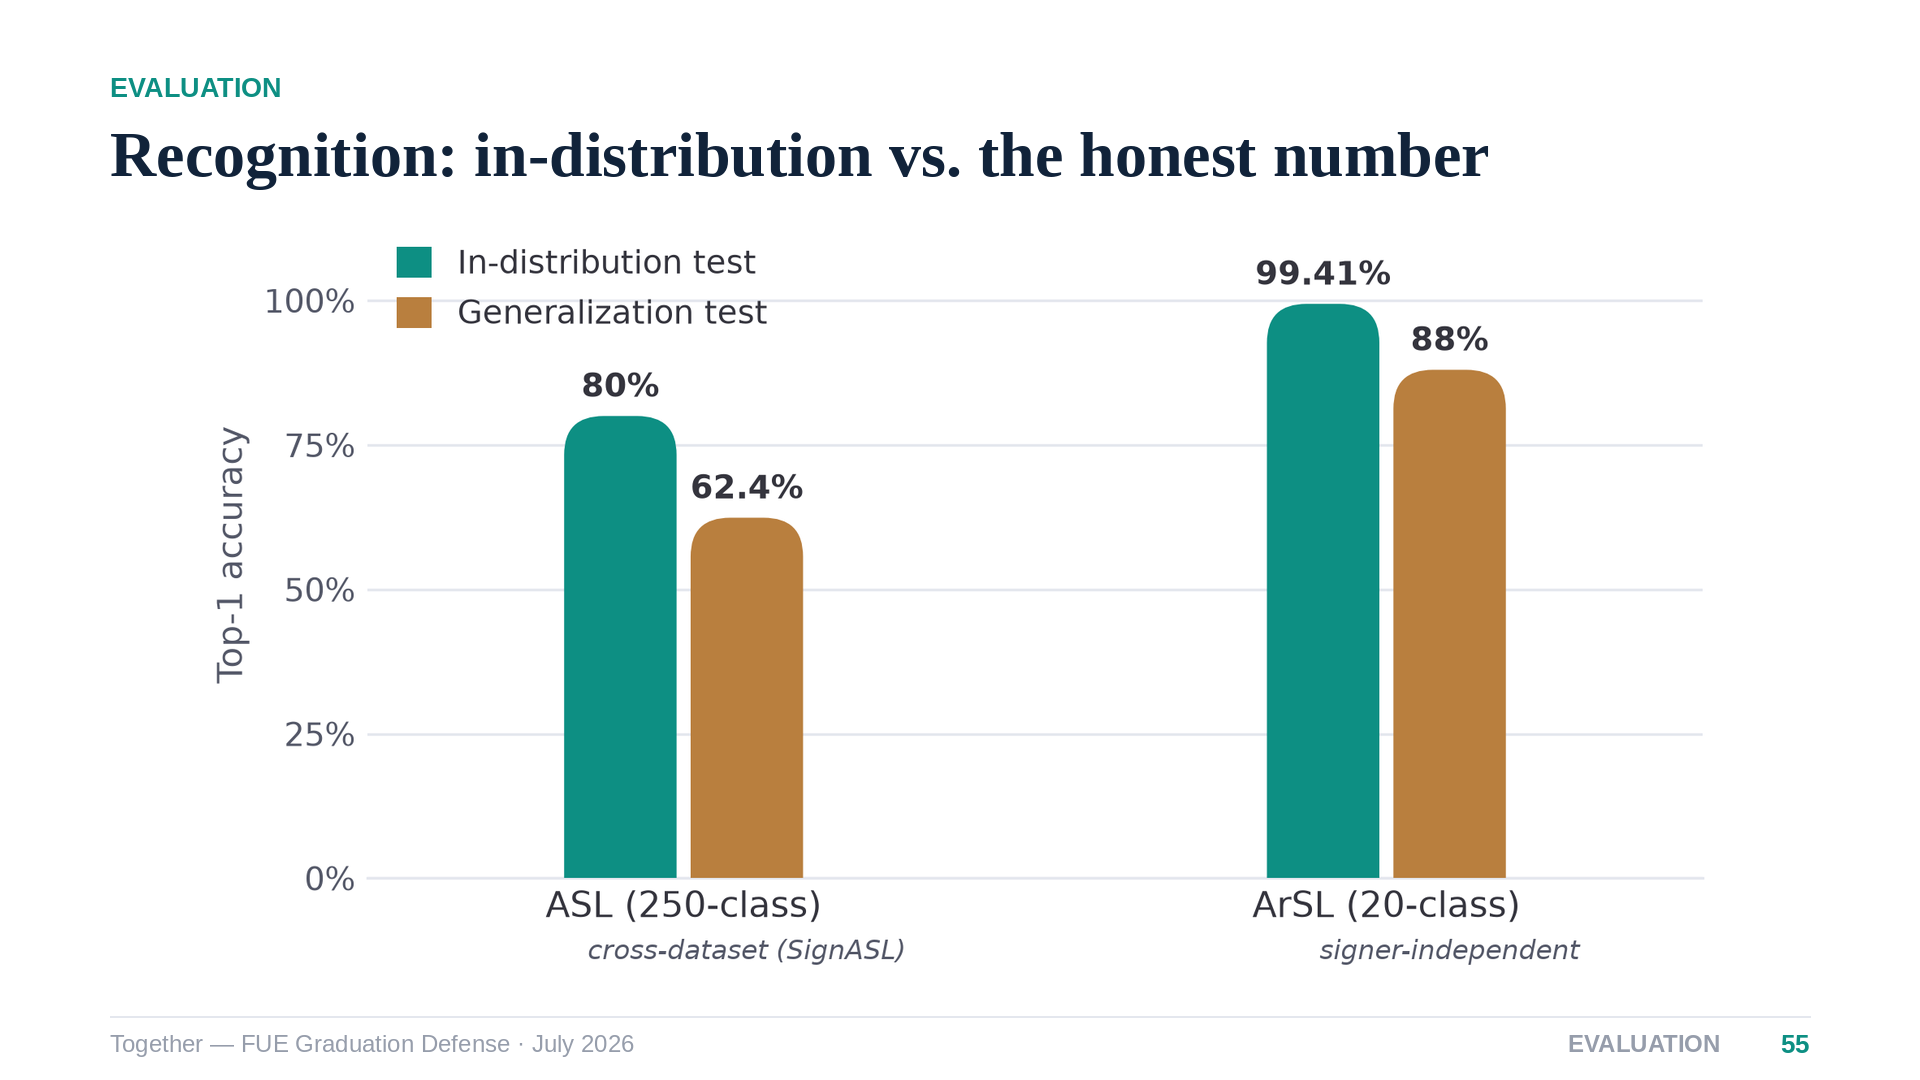 EVALUATION
Recognition: in-distribution vs. the honest number
In-distribution test
Generalization test
Top-1 accuracy
100%
75%
50%
25%
0%
80%
62.4%
99.41%
88%
ASL (250-class)
cross-dataset (SignASL)
ArSL (20-class)
signer-independent
Together — FUE Graduation Defense · July 2026
EVALUATION 55